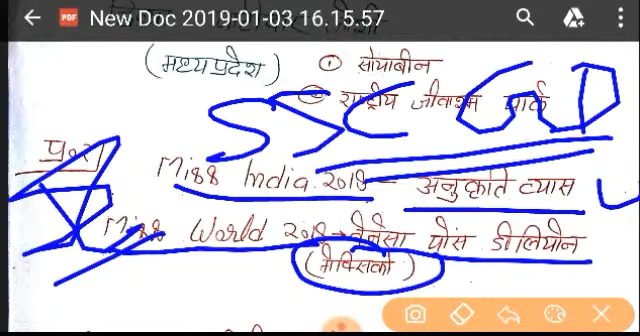 New Doc 2019-01-03 16.15.57
(मध्यप्रदेश) ① सोयाबीन
② राष्ट्रीय जीवाश्म पार्क
SSC GD
प्र.२
Miss India 2018 - अनुकृति व्यास
Miss World 2018 → वेनेसा पोंस डीलियोन
(मैक्सिको)